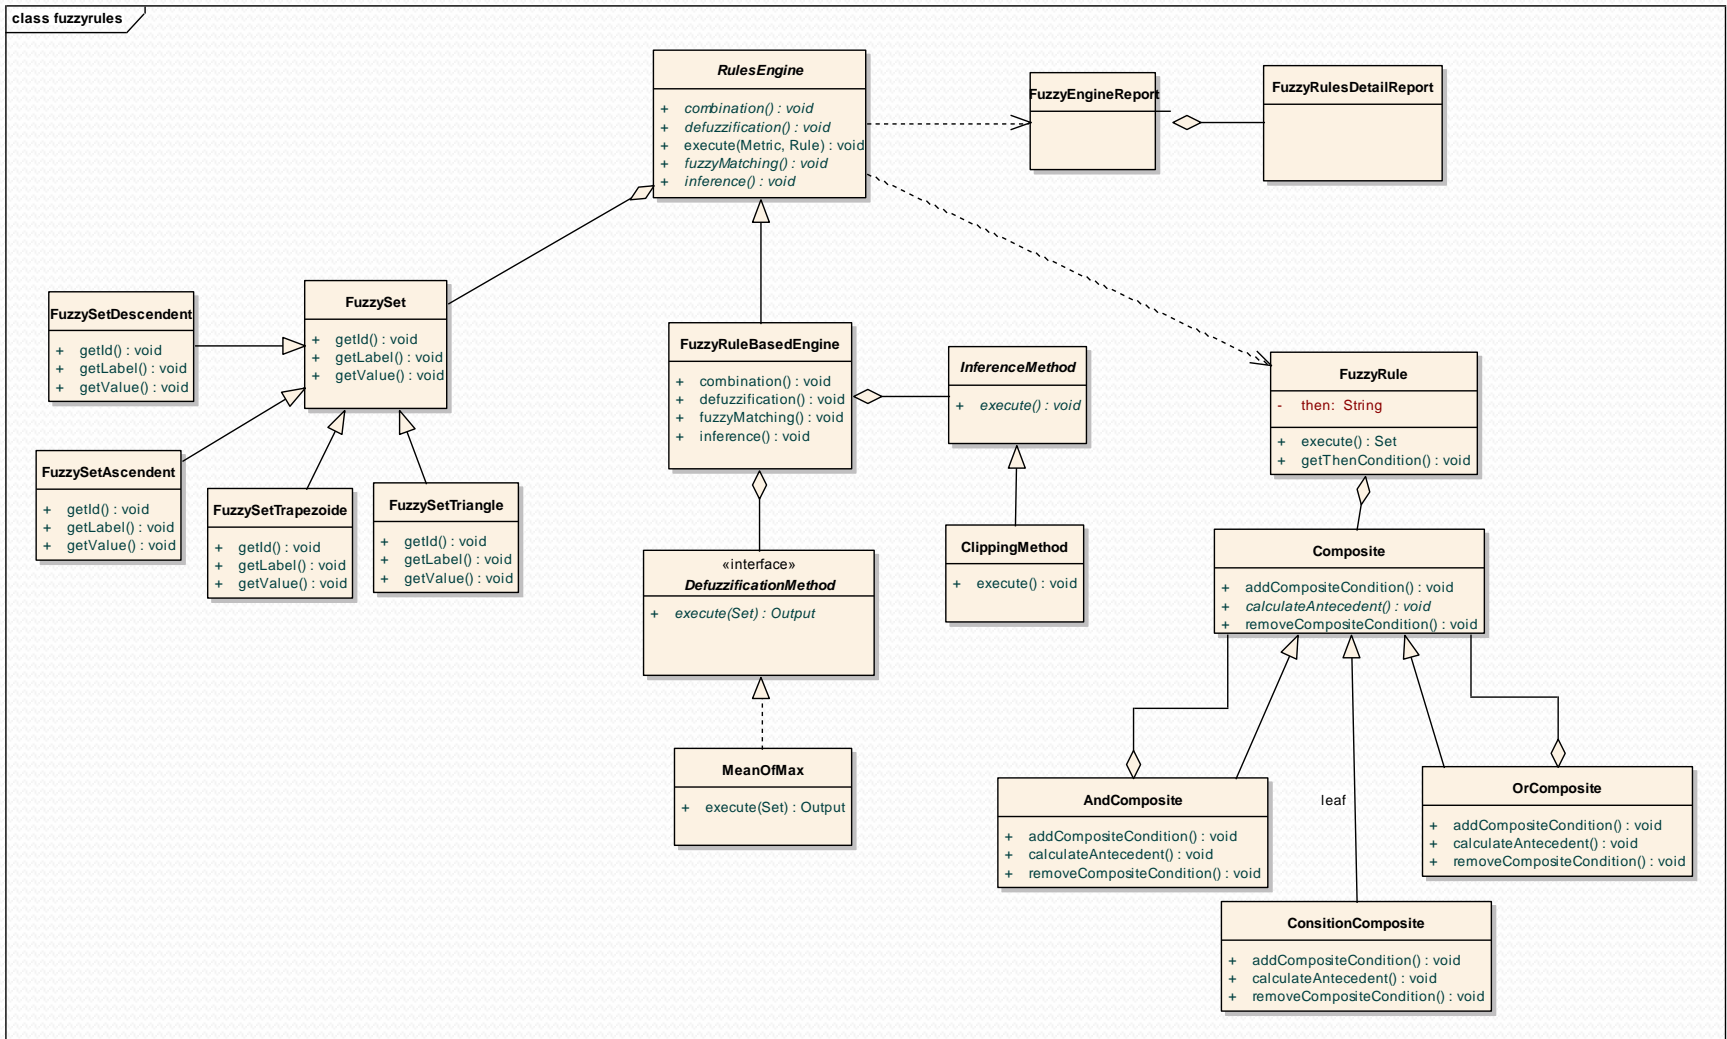 class fuzzyrules
RulesEngine
+ combination() : void
+ defuzzification() : void
+ execute(Metric, Rule) : void
+ fuzzyMatching() : void
+ inference() : void
FuzzyEngineReport
FuzzyRulesDetailReport
FuzzySetDescendent
+ getId() : void
+ getLabel() : void
+ getValue() : void
FuzzySet
+ getId() : void
+ getLabel() : void
+ getValue() : void
FuzzyRuleBasedEngine
+ combination() : void
+ defuzzification() : void
+ fuzzyMatching() : void
+ inference() : void
InferenceMethod
+ execute() : void
FuzzyRule
- then: String
+ execute() : Set
+ getThenCondition() : void
FuzzySetAscendent
+ getId() : void
+ getLabel() : void
+ getValue() : void
FuzzySetTrapezoide
+ getId() : void
+ getLabel() : void
+ getValue() : void
FuzzySetTriangle
+ getId() : void
+ getLabel() : void
+ getValue() : void
«interface»
DefuzzificationMethod
+ execute(Set) : Output
ClippingMethod
+ execute() : void
Composite
+ addCompositeCondition() : void
+ calculateAntecedent() : void
+ removeCompositeCondition() : void
MeanOfMax
+ execute(Set) : Output
AndComposite
+ addCompositeCondition() : void
+ calculateAntecedent() : void
+ removeCompositeCondition() : void
leaf
OrComposite
+ addCompositeCondition() : void
+ calculateAntecedent() : void
+ removeCompositeCondition() : void
ConsitionComposite
+ addCompositeCondition() : void
+ calculateAntecedent() : void
+ removeCompositeCondition() : void